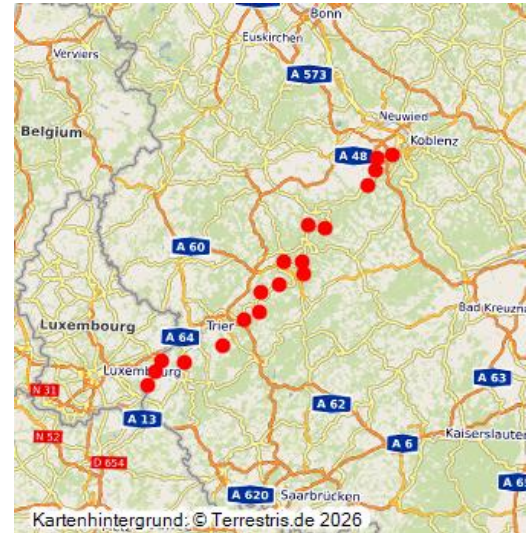 Bonn
Euskirchen
Verviers
A 573
Neuwied
Belgium
Koblenz
A 48
A 60
Bad Kreuzna
Luxembourg
Trier
A 64
Luxembourg
A 63
N 31
A 62
A 13
Kaiserslauter
N 52
A 6
D 654
A 620
Saarbrücken
Kartenhintergrund: © Terrestris.de 2026